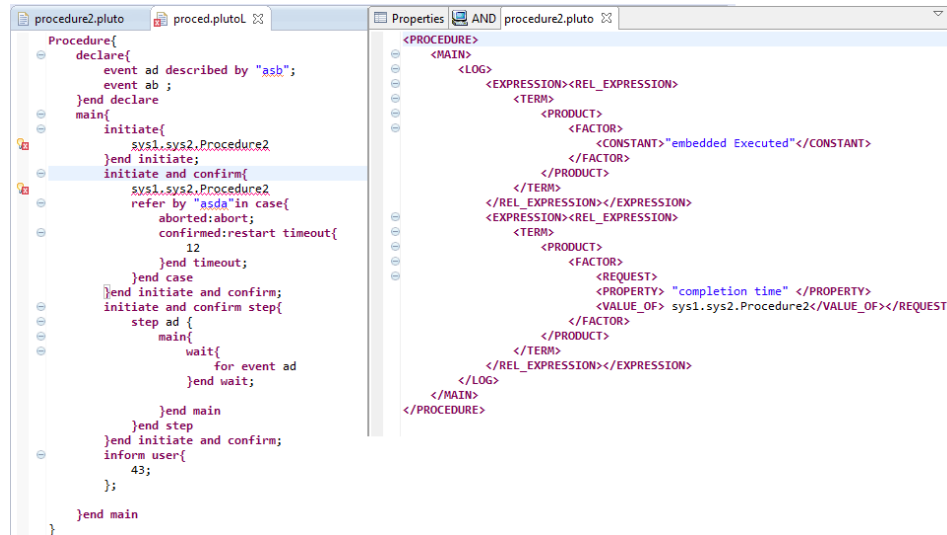 procedure2.pluto proced.plutoL
Procedure{
declare{
event ad described by "asb";
event ab ;
}end declare
main{
initiate{
sys1.sys2.Procedure2
}end initiate;
initiate and confirm{
sys1.sys2.Procedure2
refer by "asda"in case{
aborted:abort;
confirmed:restart timeout{
12
}end timeout;
}end case
}end initiate and confirm;
initiate and confirm step{
step ad {
main{
wait{
for event ad
}end wait;
}end main
}end step
}end initiate and confirm;
inform user{
43;
};
}end main
}
Properties AND procedure2.pluto
<PROCEDURE>
<MAIN>
<LOG>
<EXPRESSION><REL_EXPRESSION>
<TERM>
<PRODUCT>
<FACTOR>
<CONSTANT>"embedded Executed"</CONSTANT>
</FACTOR>
</PRODUCT>
</TERM>
</REL_EXPRESSION></EXPRESSION>
<EXPRESSION><REL_EXPRESSION>
<TERM>
<PRODUCT>
<FACTOR>
<REQUEST>
<PROPERTY> "completion time" </PROPERTY>
<VALUE_OF> sys1.sys2.Procedure2</VALUE_OF></REQUEST
</FACTOR>
</PRODUCT>
</TERM>
</REL_EXPRESSION></EXPRESSION>
</LOG>
</MAIN>
</PROCEDURE>